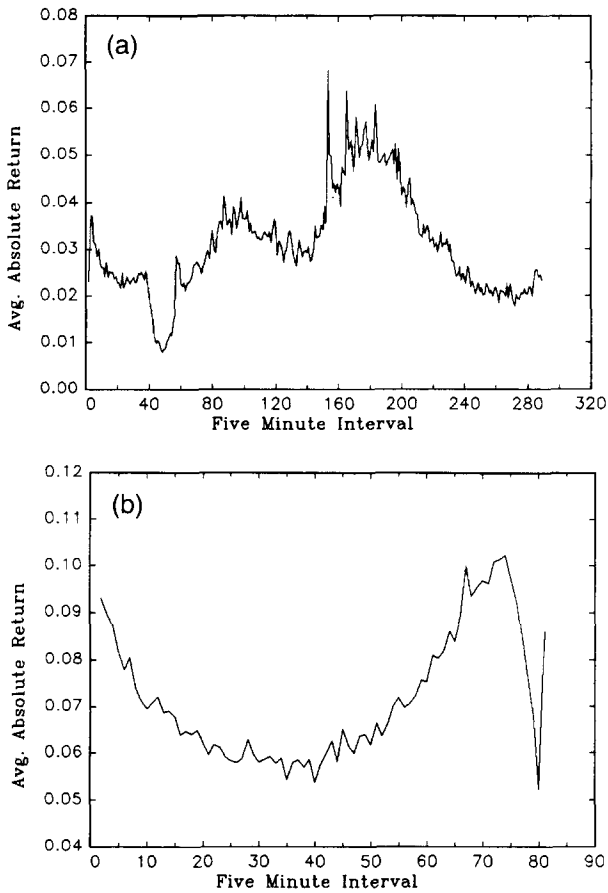 (a)
Avg. Absolute Return
0.08
0.07
0.06
0.05
0.04
0.03
0.02
0.01
0.00
0 40 80 120 160 200 240 280 320
Five Minute Interval
(b)
Avg. Absolute Return
0.12
0.11
0.10
0.09
0.08
0.07
0.06
0.05
0.04
0 10 20 30 40 50 60 70 80 90
Five Minute Interval